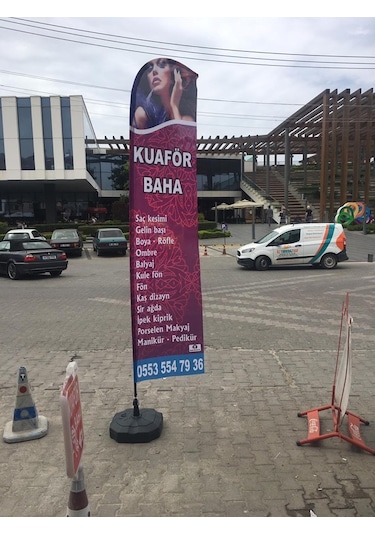 KUAFÖR
BAHA
Saç kesimi
Gelin başı
Boya - Röfle
Ombre
Balyaj
Kule fön
Fön
Kaş dizayn
Sir ağda
İpek kiprik
Porselen Makyaj
Manikür - Pedikür
0553 554 79 36